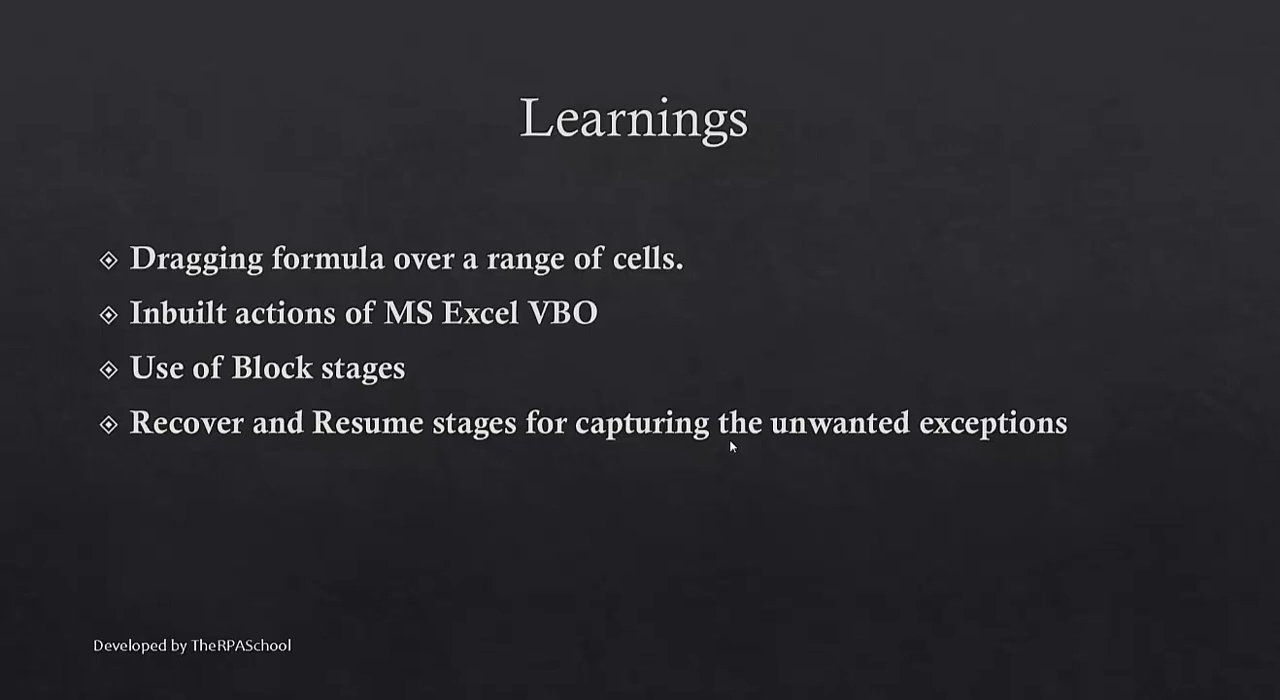 Learnings
Dragging formula over a range of cells.
Inbuilt actions of MS Excel VBO
Use of Block stages
Recover and Resume stages for capturing the unwanted exceptions
Developed by TheRPASchool